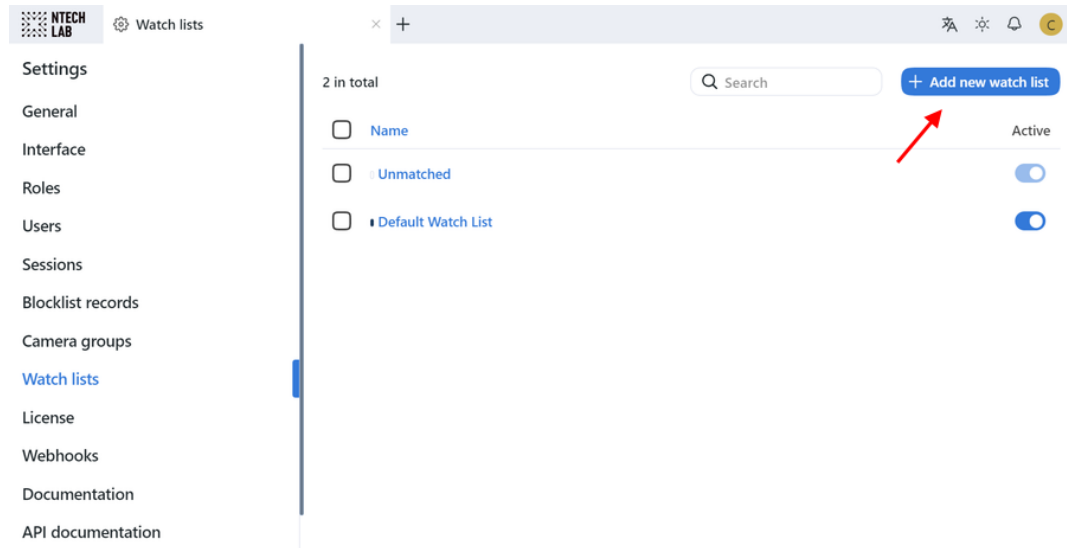 NTECH LAB
Watch lists
Settings
General
Interface
Roles
Users
Sessions
Blocklist records
Camera groups
Watch lists
License
Webhooks
Documentation
API documentation
2 in total
Search
+ Add new watch list
Name
Active
Unmatched
Default Watch List
C